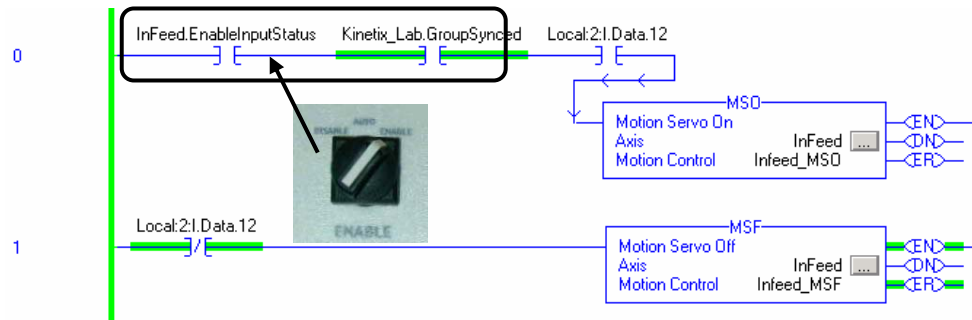 InFeed.EnableInputStatus Kinetix_Lab.GroupSynced Local:2:I.Data.12
0
MSO
Motion Servo On EN
Axis InFeed ... DN
Motion Control Infeed_MSO ER
DISABLE AUTO ENABLE
ENABLE
Local:2:I.Data.12
1
MSF
Motion Servo Off EN
Axis InFeed ... DN
Motion Control Infeed_MSF ER